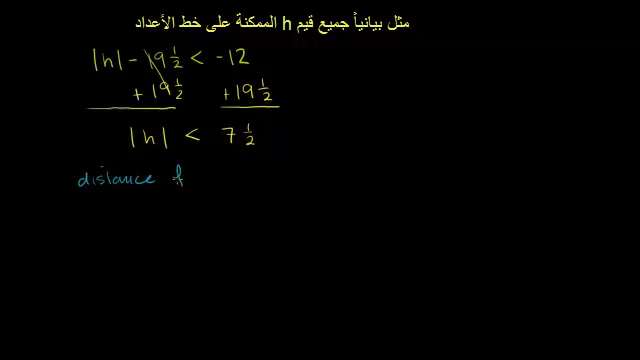 مثل بيانياً جميع قيم h الممكنة على خط الأعداد
|h| - 19 1/2 < -12
+ 19 1/2 + 19 1/2
|h| < 7 1/2
distance f